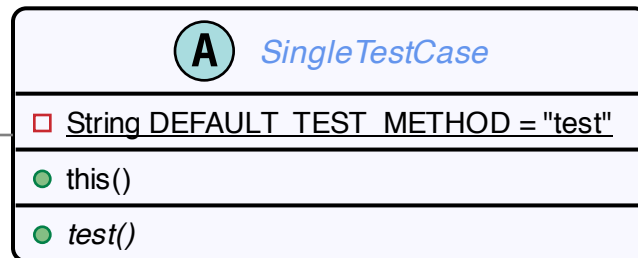 A SingleTestCase
String DEFAULT_TEST_METHOD = "test"
this()
test()